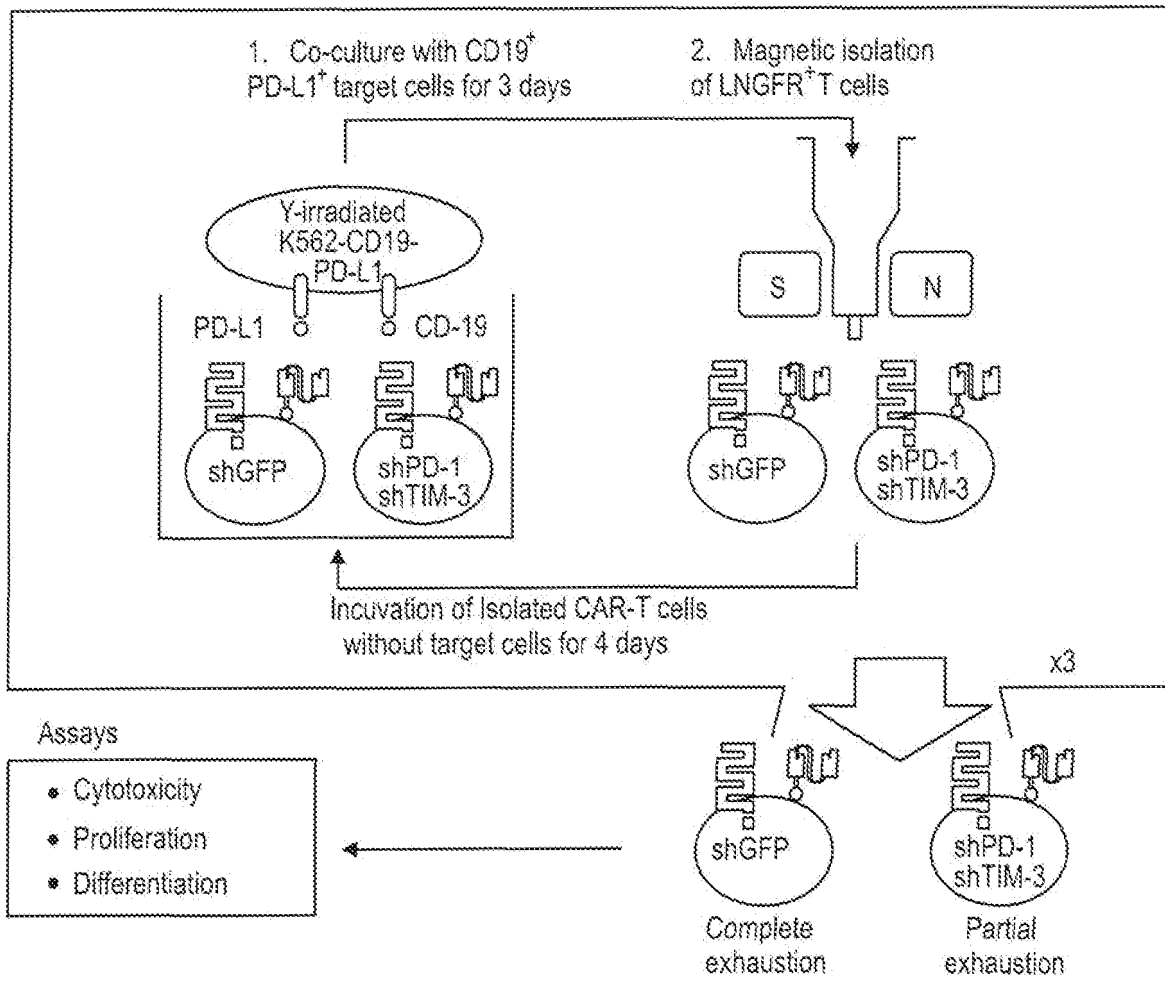 1. Co-culture with CD19+
PD-L1+ target cells for 3 days
2. Magnetic isolation
of LNGFR+ T cells
Y-irradiated
K562-CD19-
PD-L1
PD-L1
CD-19
S
N
shGFP
shPD-1
shTIM-3
shGFP
shPD-1
shTIM-3
Incuvation of Isolated CAR-T cells
without target cells for 4 days
x3
Assays
• Cytotoxicity
• Proliferation
• Differentiation
shGFP
shPD-1
shTIM-3
Complete
exhaustion
Partial
exhaustion